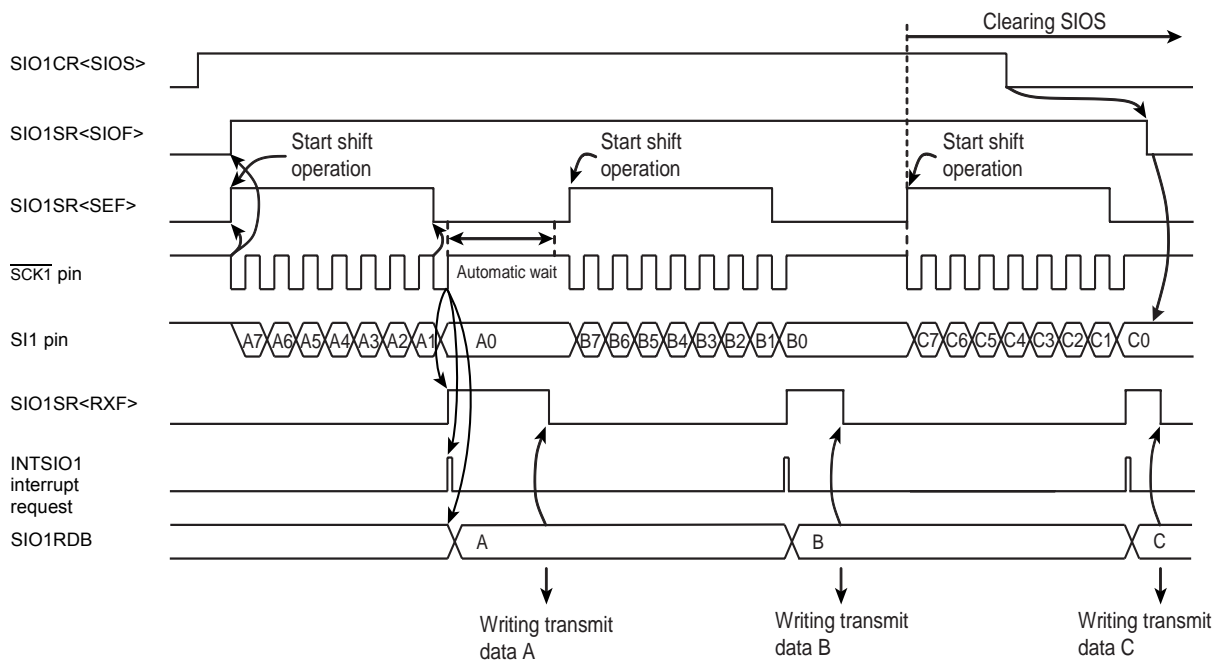 Clearing SIOS
SIO1CR<SIOS>
SIO1SR<SIOF>
Start shift
operation
Start shift
operation
Start shift
operation
SIO1SR<SEF>
SCK1 pin
Automatic wait
SI1 pin
A7 A6 A5 A4 A3 A2 A1 A0 B7 B6 B5 B4 B3 B2 B1 B0 C7 C6 C5 C4 C3 C2 C1 C0
SIO1SR<RXF>
INTSIO1
interrupt
request
SIO1RDB
A B C
Writing transmit
data A
Writing transmit
data B
Writing transmit
data C